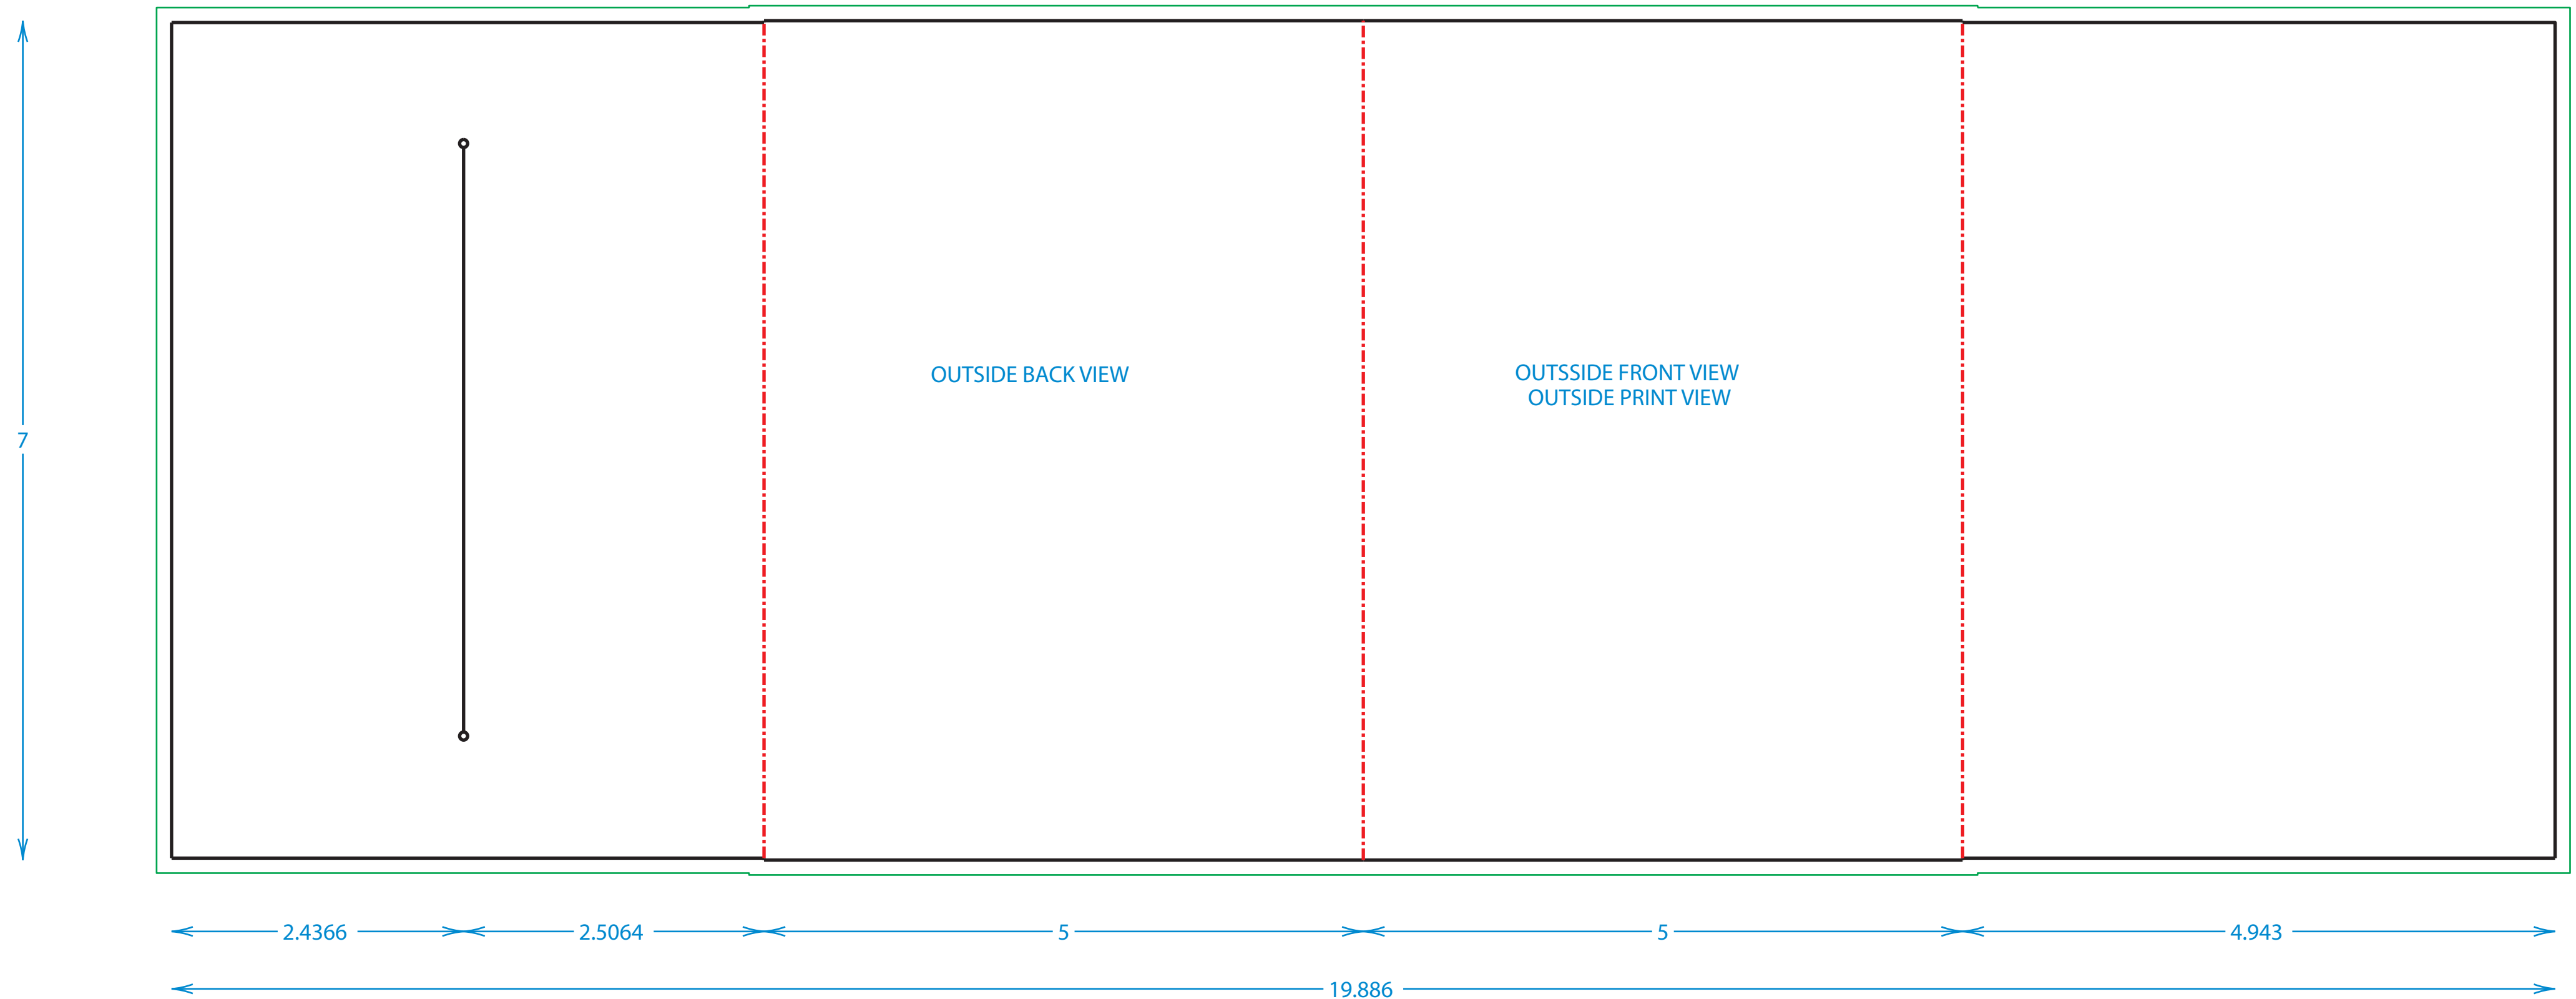 7
OUTSIDE BACK VIEW
OUTSSIDE FRONT VIEW
OUTSIDE PRINT VIEW
2.4366
2.5064
5
5
4.943
19.886